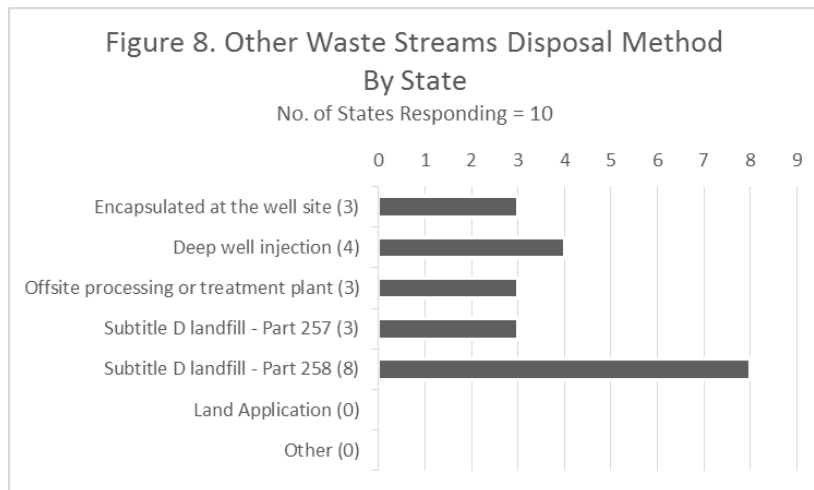 Figure 8. Other Waste Streams Disposal Method
By State
No. of States Responding = 10
0 1 2 3 4 5 6 7 8 9
Encapsulated at the well site (3)
Deep well injection (4)
Offsite processing or treatment plant (3)
Subtitle D landfill - Part 257 (3)
Subtitle D landfill - Part 258 (8)
Land Application (0)
Other (0)